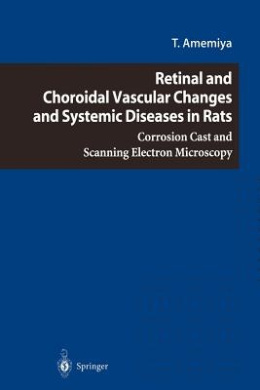 T. Amemiya
Retinal and
Choroidal Vascular Changes
and Systemic Diseases in Rats
Corrosion Cast and
Scanning Electron Microscopy
Springer